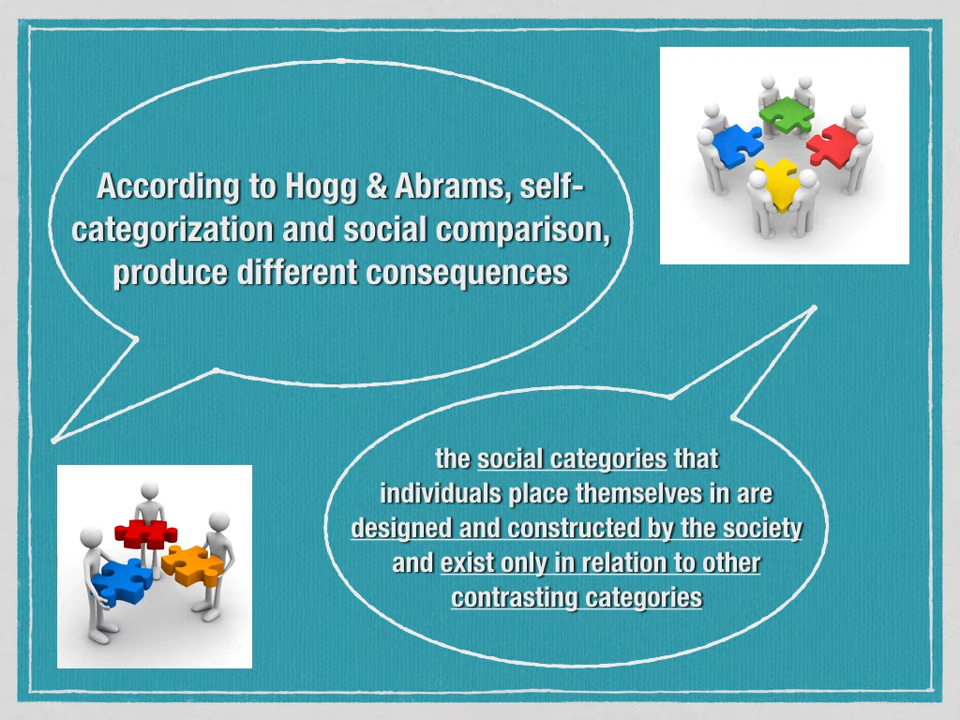 According to Hogg & Abrams, self-
categorization and social comparison,
produce different consequences
the social categories that
individuals place themselves in are
designed and constructed by the society
and exist only in relation to other
contrasting categories